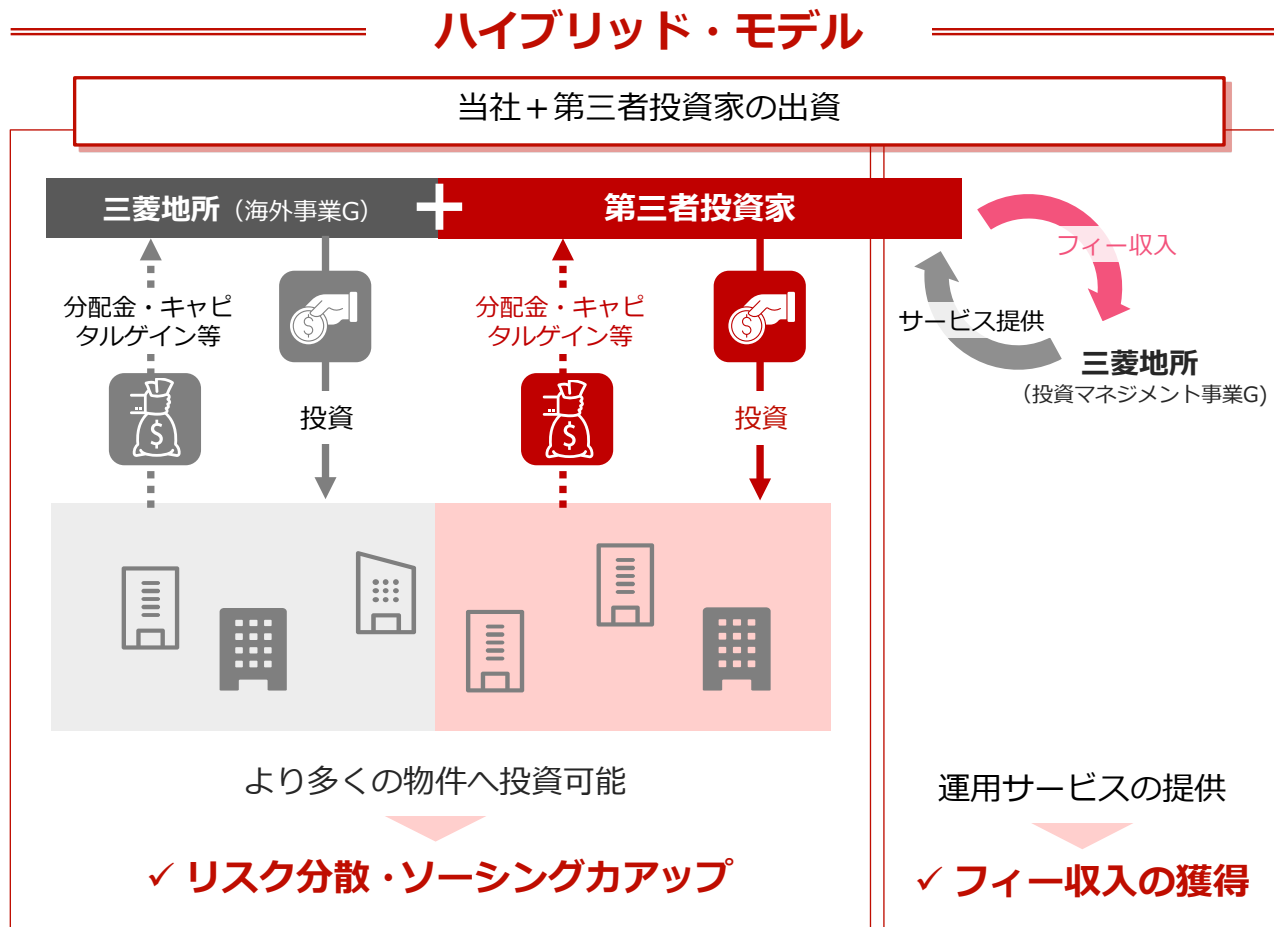 ハイブリッド・モデル
当社＋第三者投資家の出資
三菱地所（海外事業G）
＋
第三者投資家
分配金・キャピ
タルゲイン等
投資
分配金・キャピ
タルゲイン等
投資
フィー収入
サービス提供
三菱地所
（投資マネジメント事業G)
$
$
$
$
より多くの物件へ投資可能
✓ リスク分散・ソーシング力アップ
運用サービスの提供
✓ フィー収入の獲得